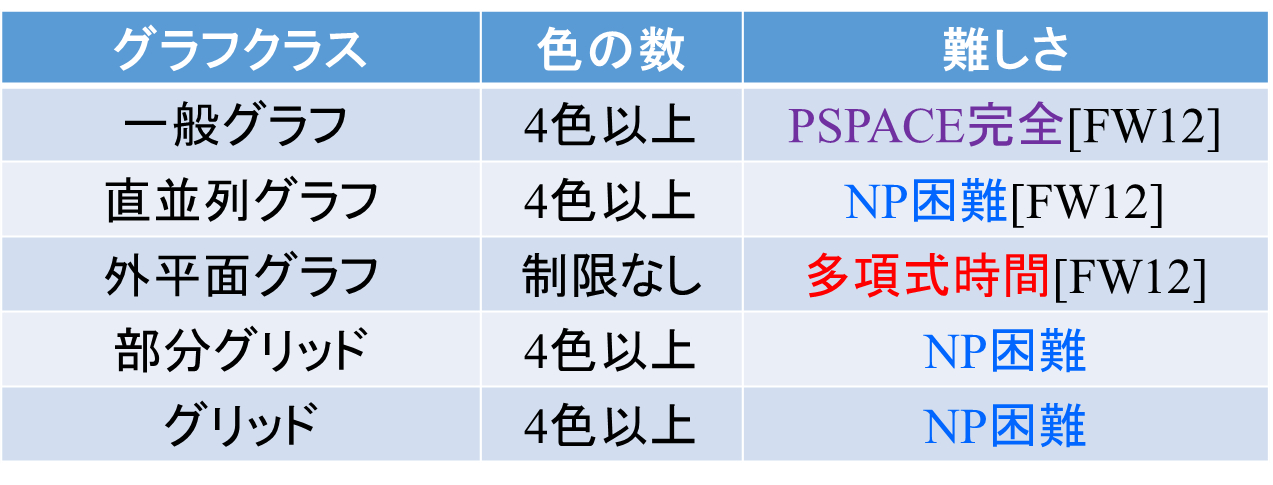 グラフクラス 色の数 難しさ
一般グラフ 4色以上 PSPACE完全[FW12]
直並列グラフ 4色以上 NP困難[FW12]
外平面グラフ 制限なし 多項式時間[FW12]
部分グリッド 4色以上 NP困難
グリッド 4色以上 NP困難